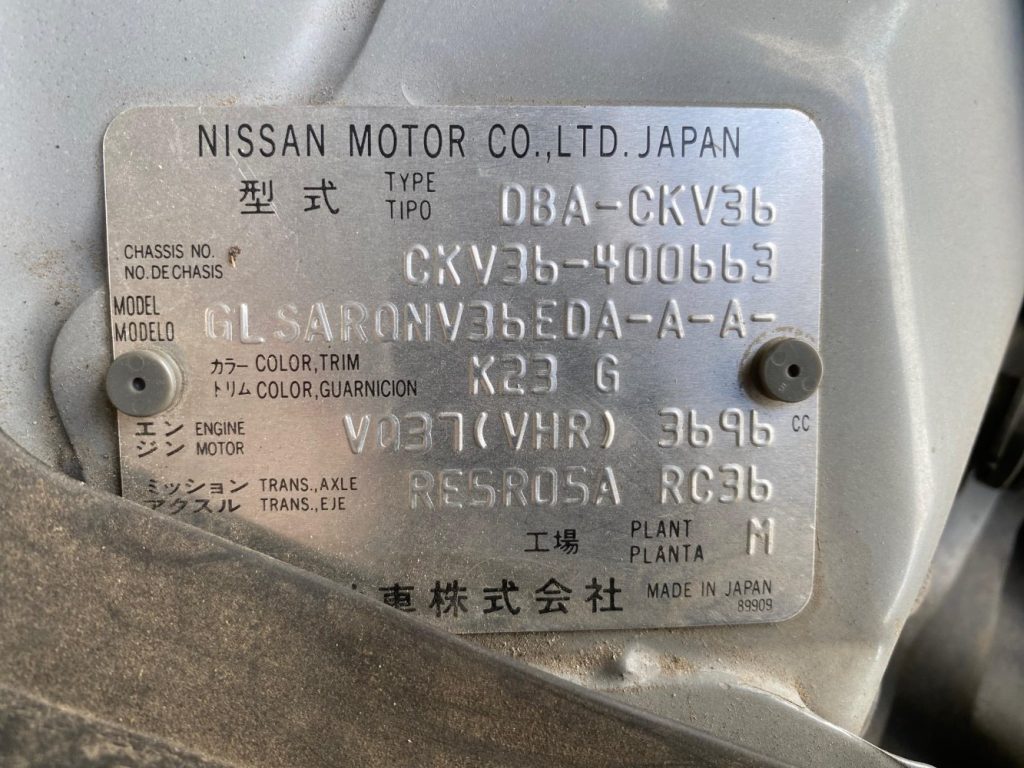 NISSAN MOTOR CO.,LTD. JAPAN
型式 TYPE TIPO DBA-CKV36
CHASSIS NO. NO. DE CHASIS CKV36-400663
MODEL MODELO GLSARQNV36EDA-A-A-
カラー COLOR,TRIM トリム COLOR,GUARNICION K23 G
エンジン ENGINE MOTOR VQ37(VHR) 3696 CC
ミッション TRANS.,AXLE アクスル TRANS.,EJE RE5R05A RC36
工場 PLANT PLANTA M
車株式会社 MADE IN JAPAN
89909